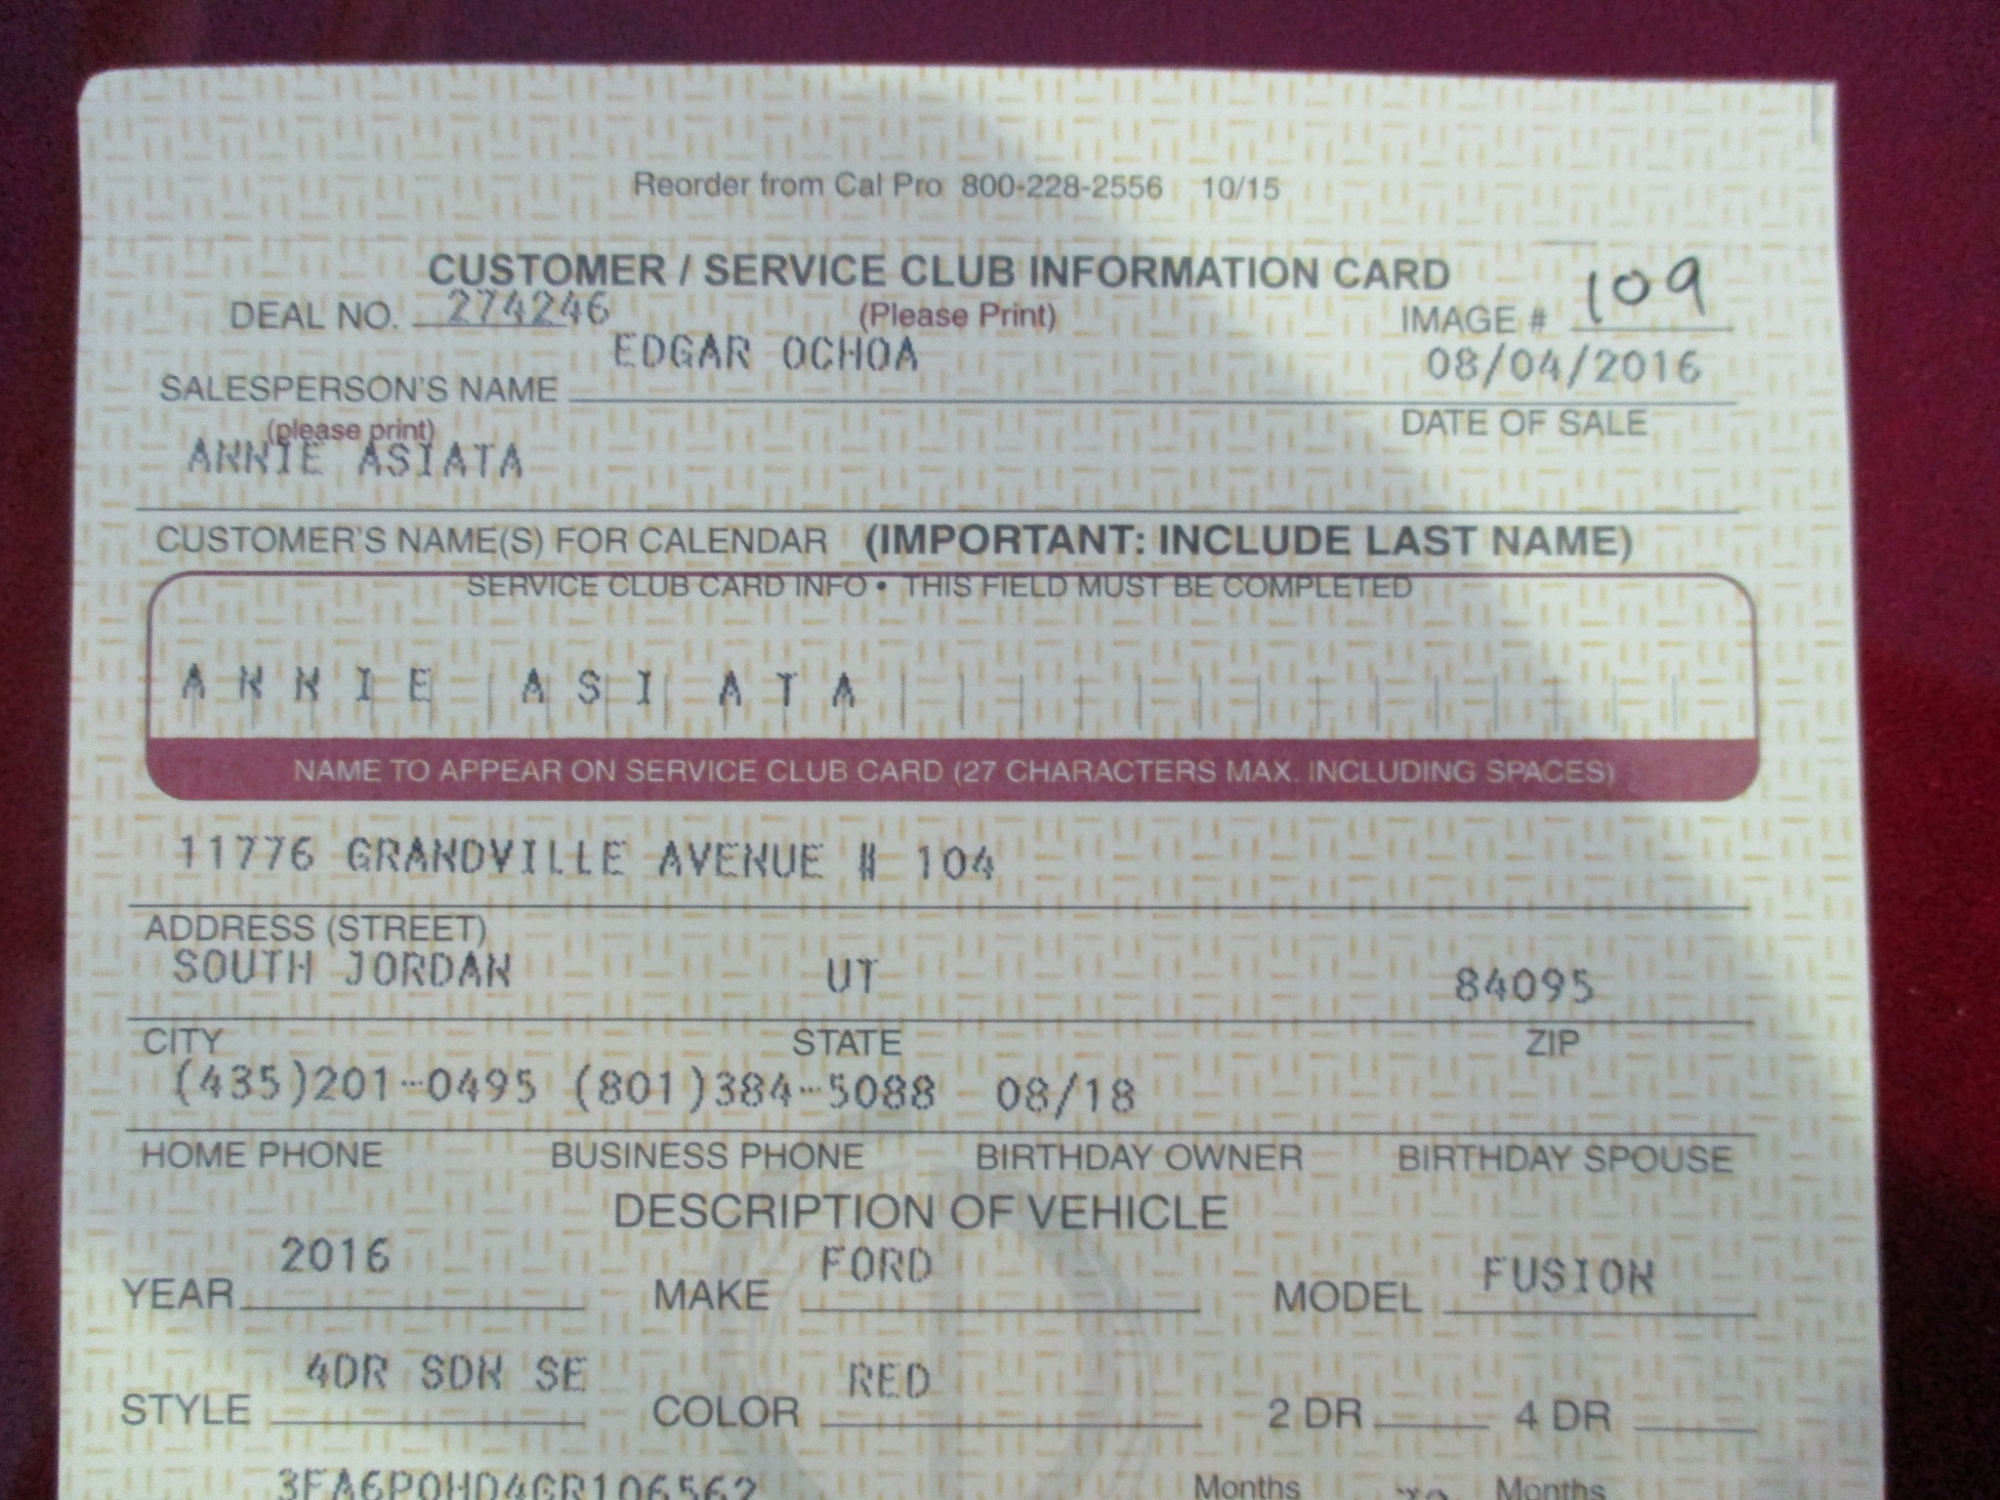 Reorder from Cal Pro 800-228-2556 10/15
CUSTOMER / SERVICE CLUB INFORMATION CARD
DEAL NO. 274246 (Please Print) IMAGE # 109
EDGAR OCHOA 08/04/2016
SALESPERSON'S NAME
(please print) DATE OF SALE
ANNIE ASIATA
CUSTOMER'S NAME(S) FOR CALENDAR (IMPORTANT: INCLUDE LAST NAME)
SERVICE CLUB CARD INFO • THIS FIELD MUST BE COMPLETED
A N N I E A S I A T A
NAME TO APPEAR ON SERVICE CLUB CARD (27 CHARACTERS MAX. INCLUDING SPACES)
11776 GRANDVILLE AVENUE # 104
ADDRESS (STREET)
SOUTH JORDAN UT 84095
CITY STATE ZIP
(435)201-0495 (801)384-5088 08/18
HOME PHONE BUSINESS PHONE BIRTHDAY OWNER BIRTHDAY SPOUSE
DESCRIPTION OF VEHICLE
YEAR 2016 MAKE FORD MODEL FUSION
STYLE 4DR SDN SE COLOR RED 2 DR 4 DR
3FA6P0HD4GR106562 Months Months